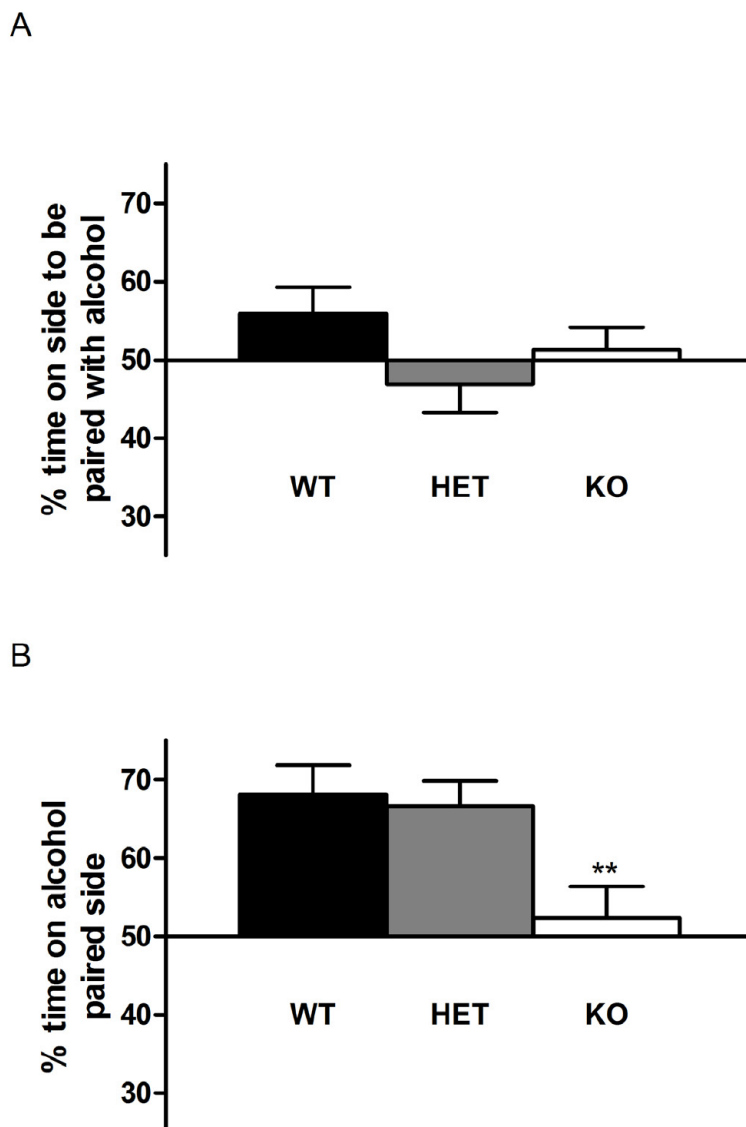 A
% time on side to be
paired with alcohol
70
60
50
40
30
WT HET KO
B
% time on alcohol
paired side
70
60
50
40
30
**
WT HET KO